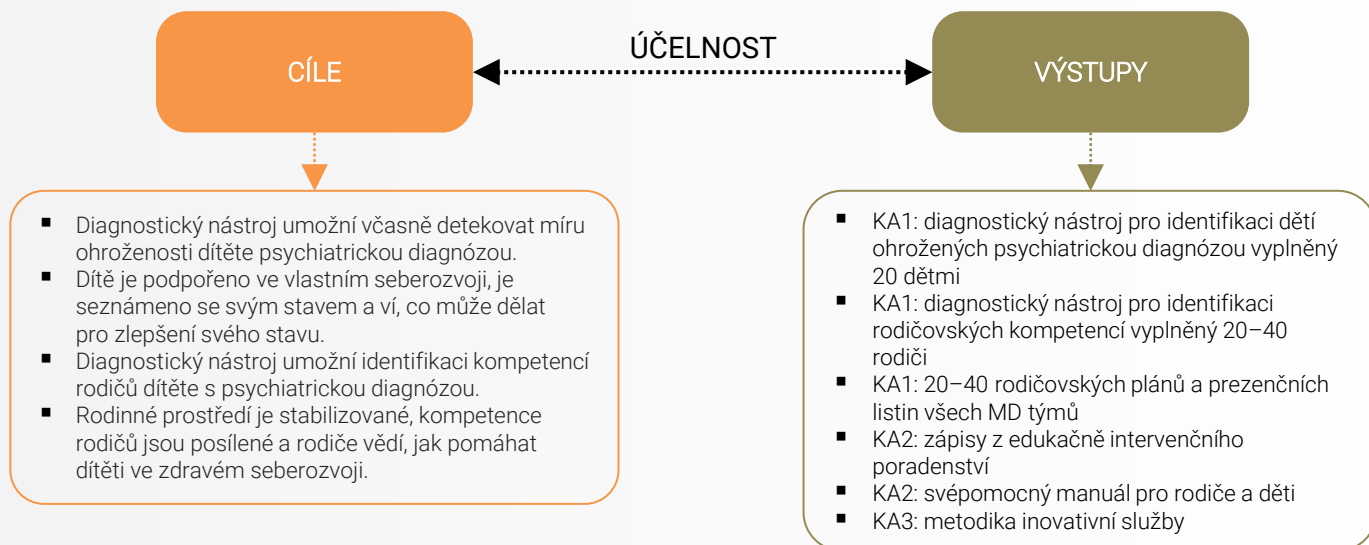 CÍLE
ÚČELNOST
VÝSTUPY
▪ Diagnostický nástroj umožní včasně detekovat míru
ohroženosti dítěte psychiatrickou diagnózou.
▪ Dítě je podpořeno ve vlastním seberozvoji, je
seznámeno se svým stavem a ví, co může dělat
pro zlepšení svého stavu.
▪ Diagnostický nástroj umožní identifikaci kompetencí
rodičů dítěte s psychiatrickou diagnózou.
▪ Rodinné prostředí je stabilizované, kompetence
rodičů jsou posílené a rodiče vědí, jak pomáhat
dítěti ve zdravém seberozvoji.
▪ KA1: diagnostický nástroj pro identifikaci dětí
ohrožených psychiatrickou diagnózou vyplněný
20 dětmi
▪ KA1: diagnostický nástroj pro identifikaci
rodičovských kompetencí vyplněný 20–40
rodiči
▪ KA1: 20–40 rodičovských plánů a prezenčních
listin všech MD týmů
▪ KA2: zápisy z edukačně intervenčního
poradenství
▪ KA2: svépomocný manuál pro rodiče a děti
▪ KA3: metodika inovativní služby